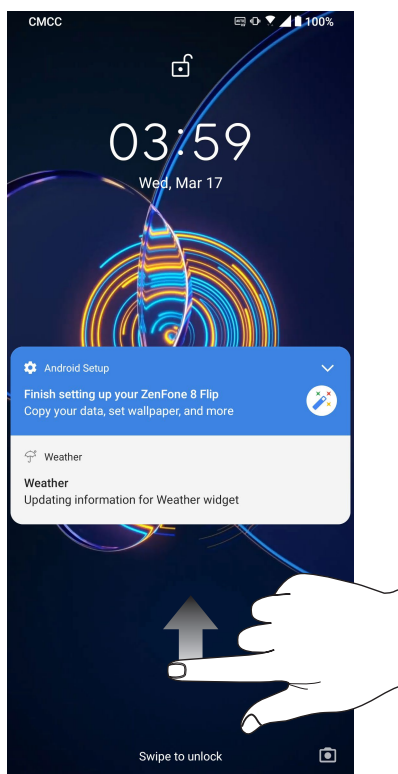 CMCC
100%
03:59
Wed, Mar 17
Android Setup
Finish setting up your ZenFone 8 Flip
Copy your data, set wallpaper, and more
Weather
Weather
Updating information for Weather widget
Swipe to unlock